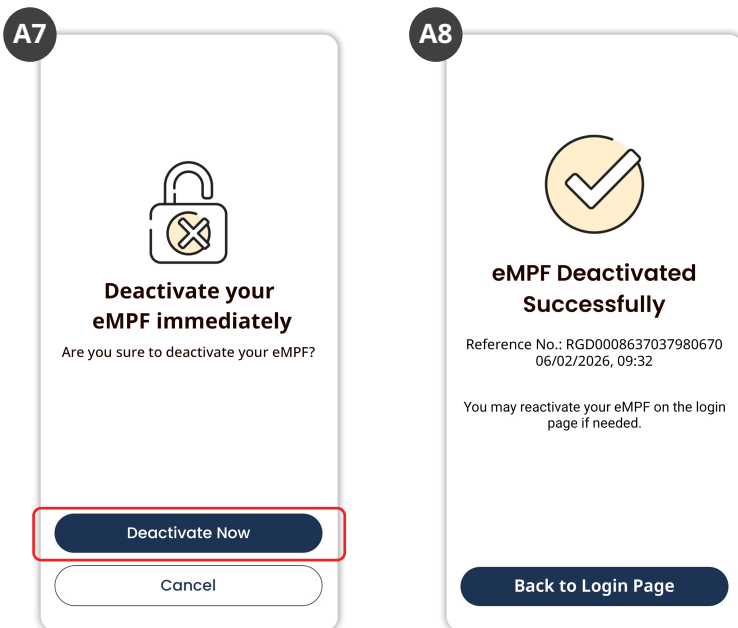 A7
Deactivate your
eMPF immediately
Are you sure to deactivate your eMPF?
Deactivate Now
Cancel
A8
eMPF Deactivated
Successfully
Reference No.: RGD0008637037980670
06/02/2026, 09:32
You may reactivate your eMPF on the login
page if needed.
Back to Login Page